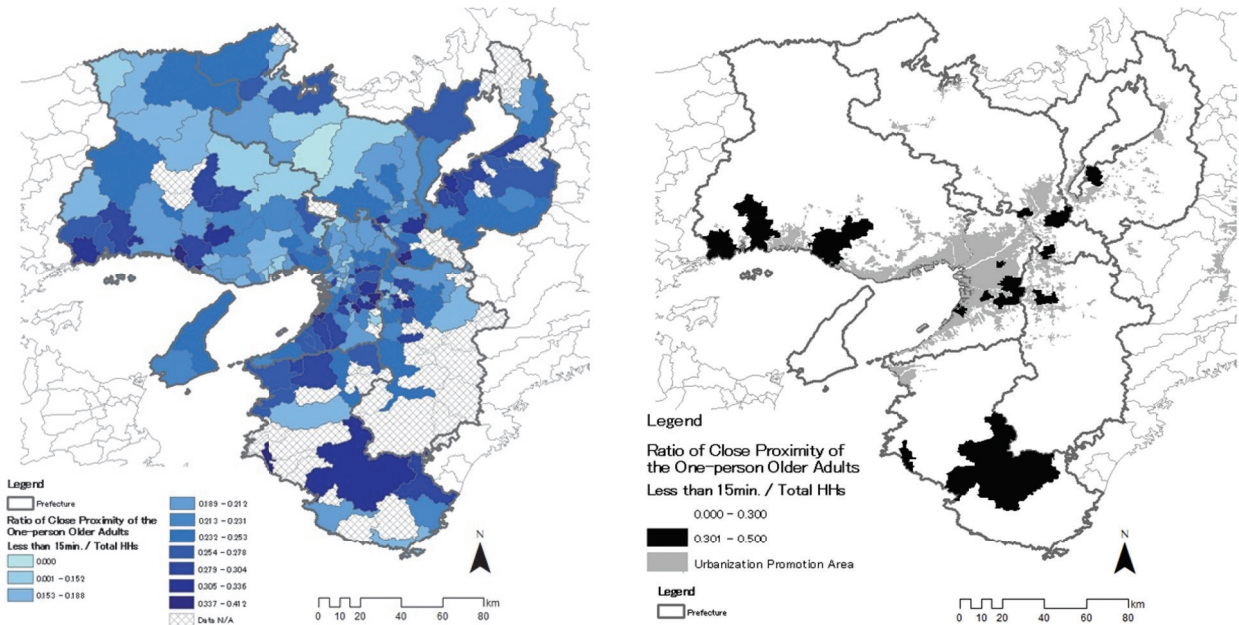 Legend
Prefecture
Ratio of Close Proximity of the
One-person Older Adults
Less than 15min. / Total HHs
0.000
0.001 - 0.152
0.153 - 0.188
0.189 - 0.212
0.213 - 0.231
0.232 - 0.253
0.254 - 0.278
0.279 - 0.304
0.305 - 0.336
0.337 - 0.412
Data N/A
N
km
0 10 20 40 60 80
Legend
Ratio of Close Proximity of
the One-person Older Adults
Less than 15min. / Total HHs
0.000 - 0.300
0.301 - 0.500
Urbanization Promotion Area
Legend
Prefecture
N
km
0 10 20 40 60 80